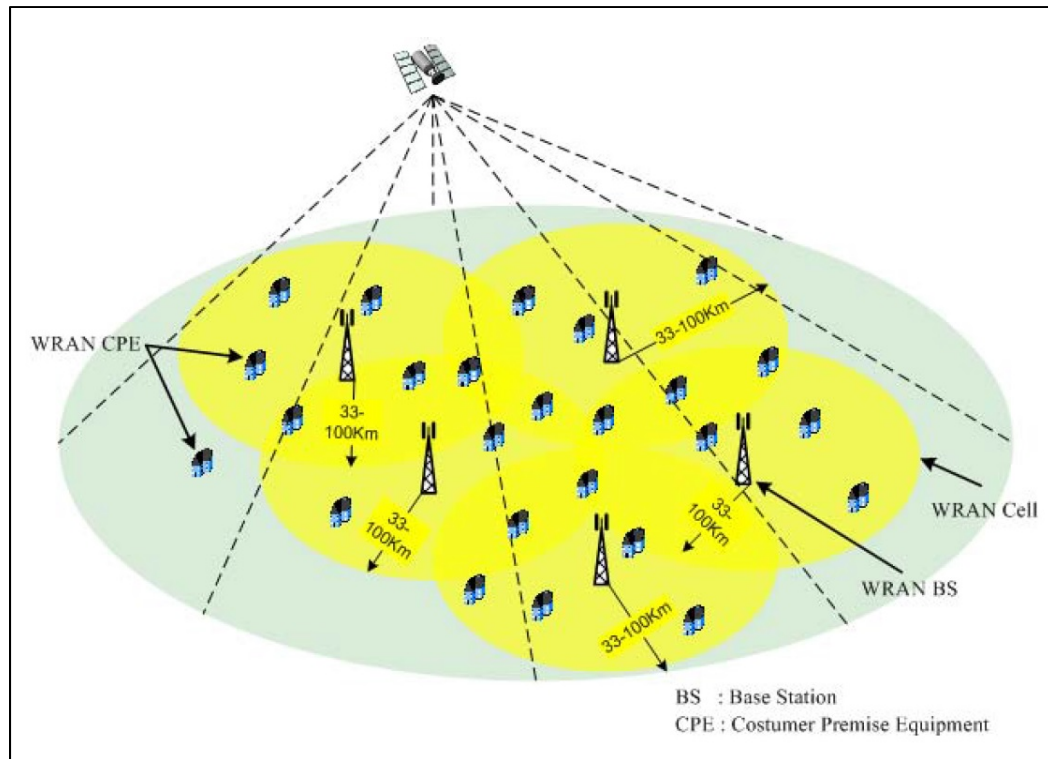 33-100Km
WRAN CPE
33-
100Km
33-
100Km
33-
100Km
WRAN Cell
WRAN BS
33-100Km
BS : Base Station
CPE : Costumer Premise Equipment